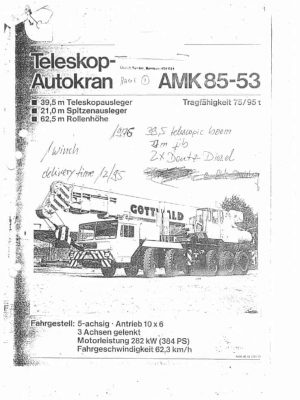 Teleskop-
Autokran
AMK 85-53
39,5 m Teleskopausleger
21,0 m Spitzenausleger
62,5 m Rollenhöhe
Tragfähigkeit 75/95 t
1976
39,5 telescopic boom
m jib
2x Deutz Diesel
1 winch
delivery time 12/95
GOTTWALD
Fahrgestell: 5-achsig · Antrieb 10 x 6
3 Achsen gelenkt
Motorleistung 282 kW (384 PS)
Fahrgeschwindigkeit 62,3 km/h